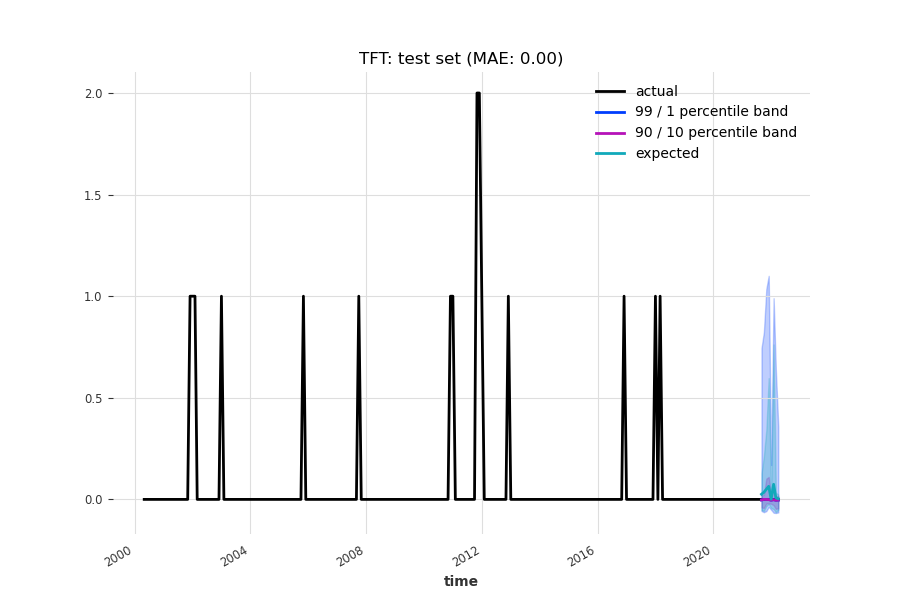 TFT: test set (MAE: 0.00)
actual
99 / 1 percentile band
90 / 10 percentile band
expected
2.0
1.5
1.0
0.5
0.0
2000
2004
2008
2012
2016
2020
time